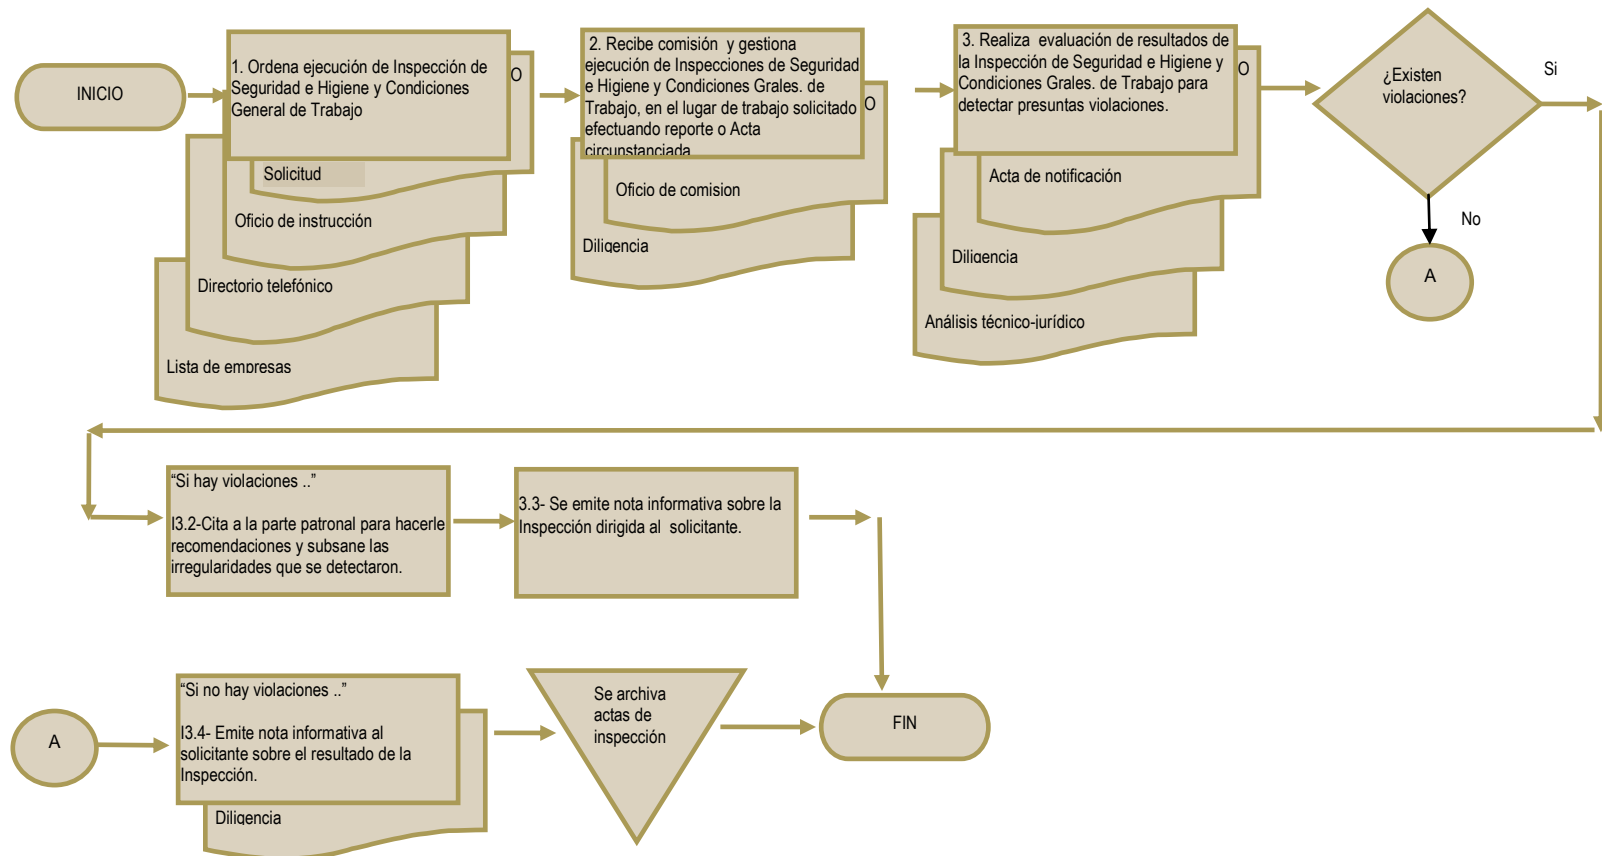 INICIO
1. Ordena ejecución de Inspección de
Seguridad e Higiene y Condiciones
General de Trabajo
O
Solicitud
Oficio de instrucción
Directorio telefónico
Lista de empresas
2. Recibe comisión y gestiona
ejecución de Inspecciones de Seguridad
e Higiene y Condiciones Grales. de
Trabajo, en el lugar de trabajo solicitado
efectuando reporte o Acta
circunstanciada
O
Oficio de comision
Diligencia
3. Realiza evaluación de resultados de
la Inspección de Seguridad e Higiene y
Condiciones Grales. de Trabajo para
detectar presuntas violaciones.
O
Acta de notificación
Diligencia
Análisis técnico-jurídico
¿Existen
violaciones?
Si
No
A
“Si hay violaciones ..”
I3.2-Cita a la parte patronal para hacerle
recomendaciones y subsane las
irregularidades que se detectaron.
3.3- Se emite nota informativa sobre la
Inspección dirigida al solicitante.
A
“Si no hay violaciones ..”
I3.4- Emite nota informativa al
solicitante sobre el resultado de la
Inspección.
Diligencia
Se archiva
actas de
inspección
FIN